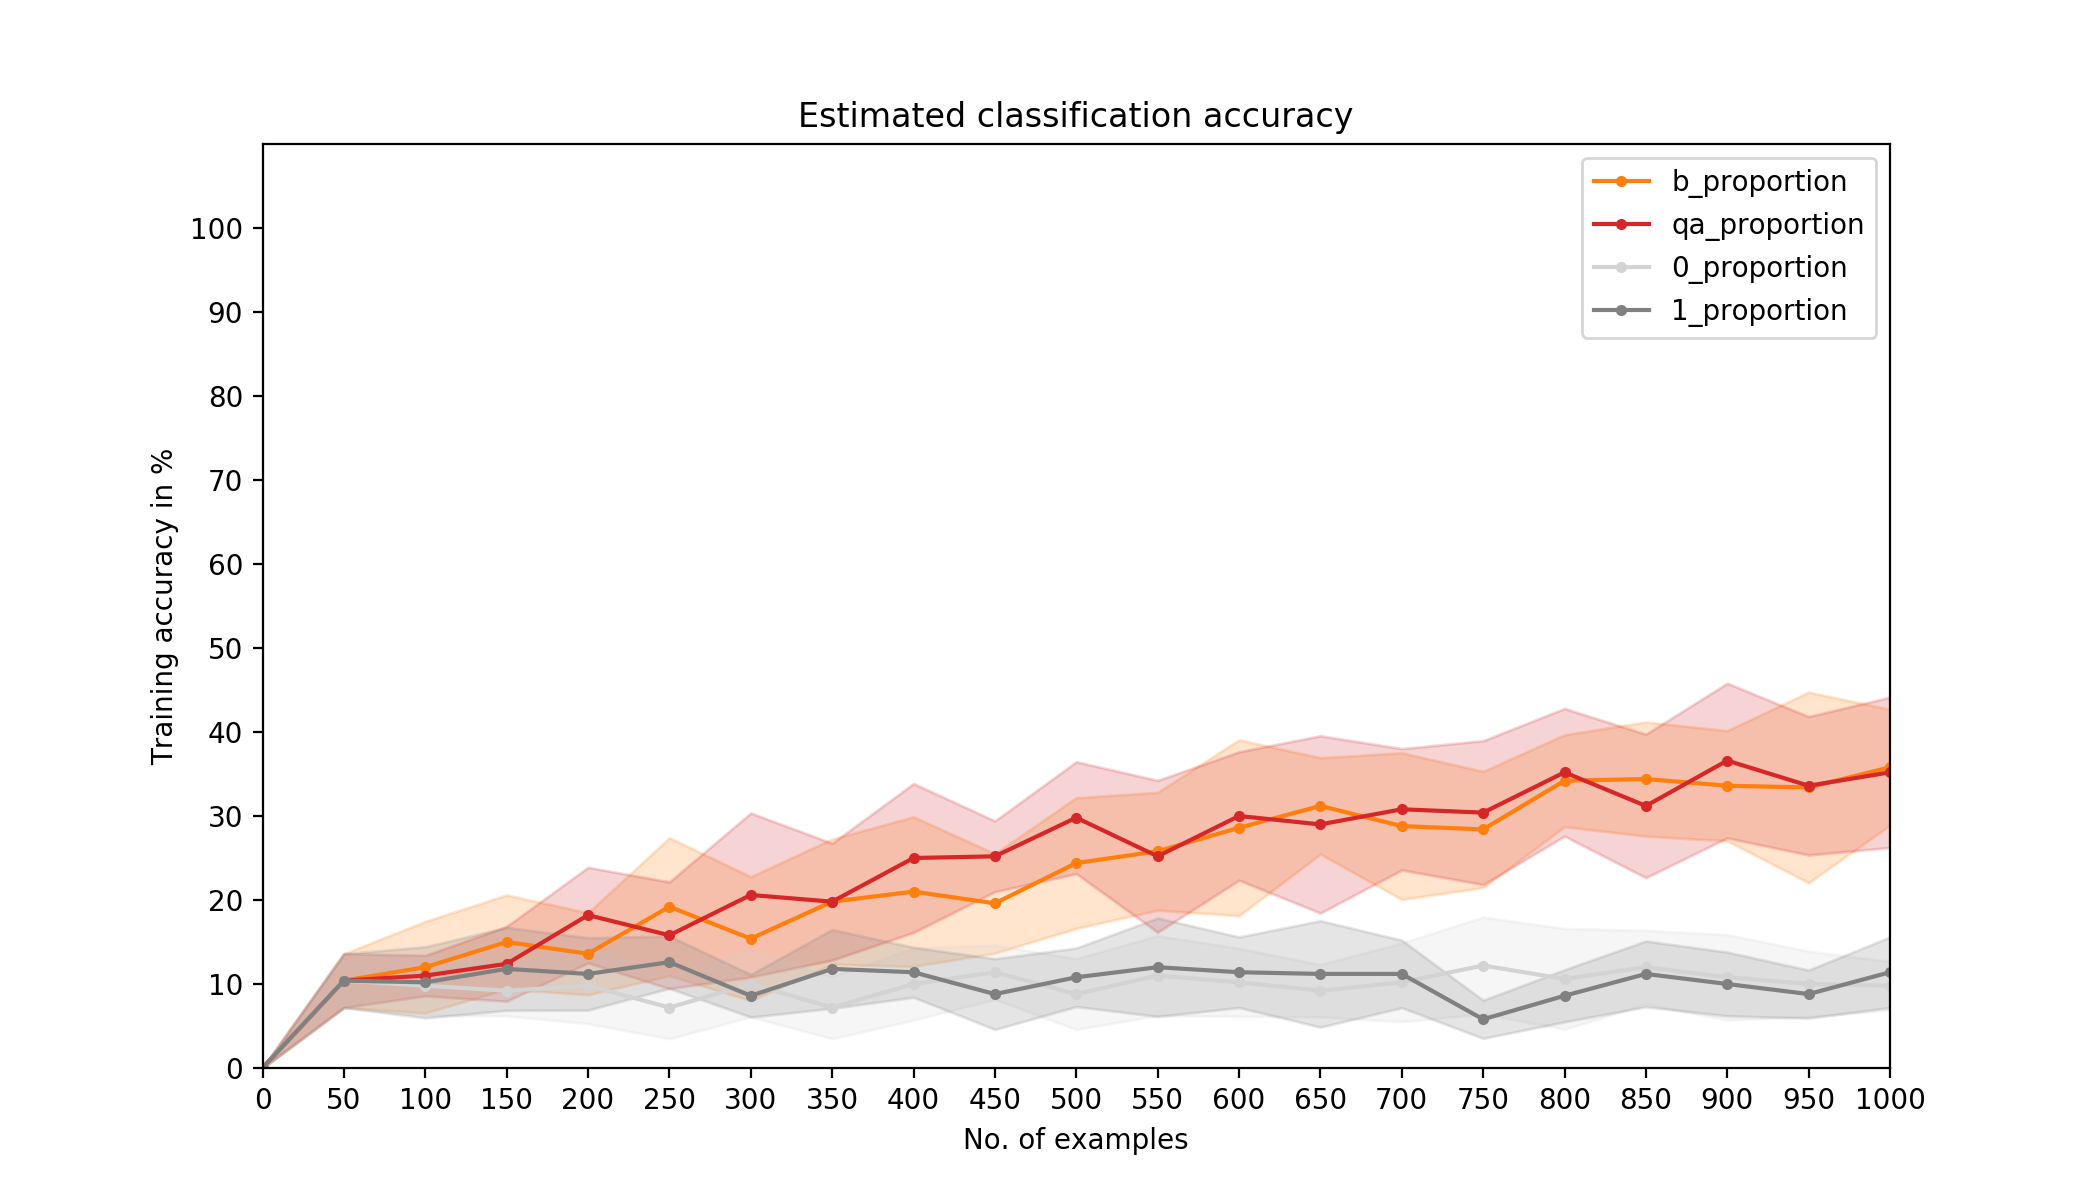 Estimated classification accuracy
b_proportion
qa_proportion
0_proportion
1_proportion
Training accuracy in %
100
90
80
70
60
50
40
30
20
10
0
0 50 100 150 200 250 300 350 400 450 500 550 600 650 700 750 800 850 900 950 1000
No. of examples